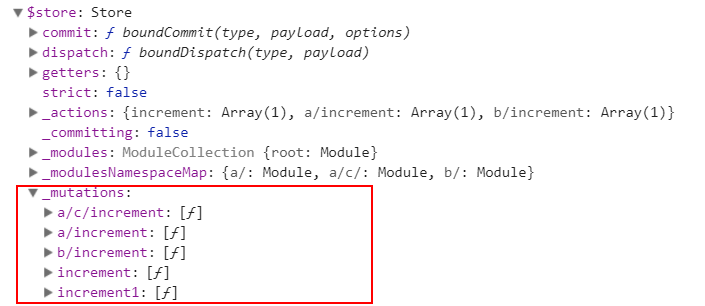 ▼ $store: Store
▶ commit: ƒ boundCommit(type, payload, options)
▶ dispatch: ƒ boundDispatch(type, payload)
▶ getters: {}
strict: false
▶ _actions: {increment: Array(1), a/increment: Array(1), b/increment: Array(1)}
_committing: false
▶ _modules: ModuleCollection {root: Module}
▶ _modulesNamespaceMap: {a/: Module, a/c/: Module, b/: Module}
▼ _mutations:
▶ a/c/increment: [ƒ]
▶ a/increment: [ƒ]
▶ b/increment: [ƒ]
▶ increment: [ƒ]
▶ increment1: [ƒ]